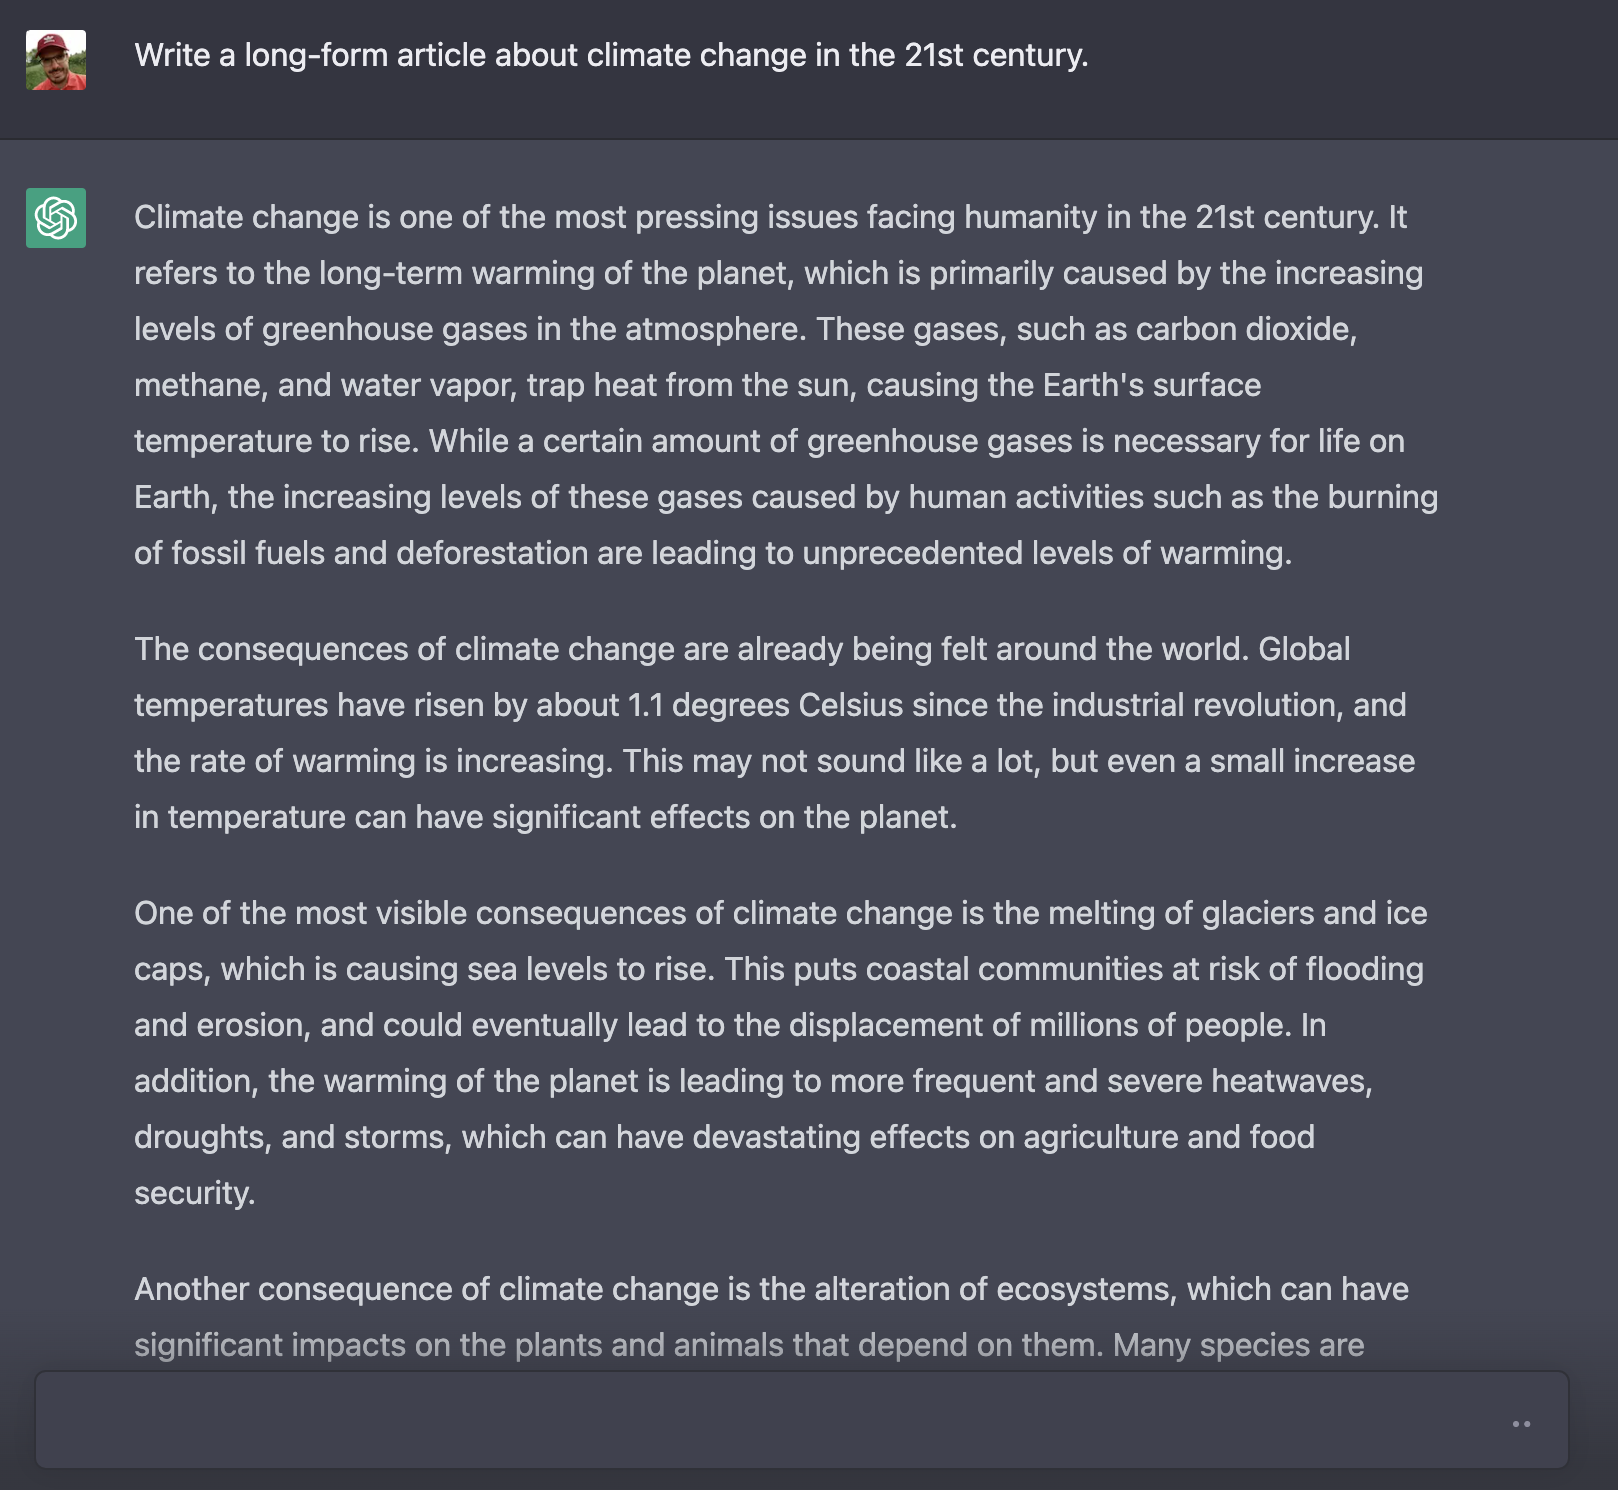 Write a long-form article about climate change in the 21st century.
Climate change is one of the most pressing issues facing humanity in the 21st century. It
refers to the long-term warming of the planet, which is primarily caused by the increasing
levels of greenhouse gases in the atmosphere. These gases, such as carbon dioxide,
methane, and water vapor, trap heat from the sun, causing the Earth's surface
temperature to rise. While a certain amount of greenhouse gases is necessary for life on
Earth, the increasing levels of these gases caused by human activities such as the burning
of fossil fuels and deforestation are leading to unprecedented levels of warming.
The consequences of climate change are already being felt around the world. Global
temperatures have risen by about 1.1 degrees Celsius since the industrial revolution, and
the rate of warming is increasing. This may not sound like a lot, but even a small increase
in temperature can have significant effects on the planet.
One of the most visible consequences of climate change is the melting of glaciers and ice
caps, which is causing sea levels to rise. This puts coastal communities at risk of flooding
and erosion, and could eventually lead to the displacement of millions of people. In
addition, the warming of the planet is leading to more frequent and severe heatwaves,
droughts, and storms, which can have devastating effects on agriculture and food
security.
Another consequence of climate change is the alteration of ecosystems, which can have
significant impacts on the plants and animals that depend on them. Many species are